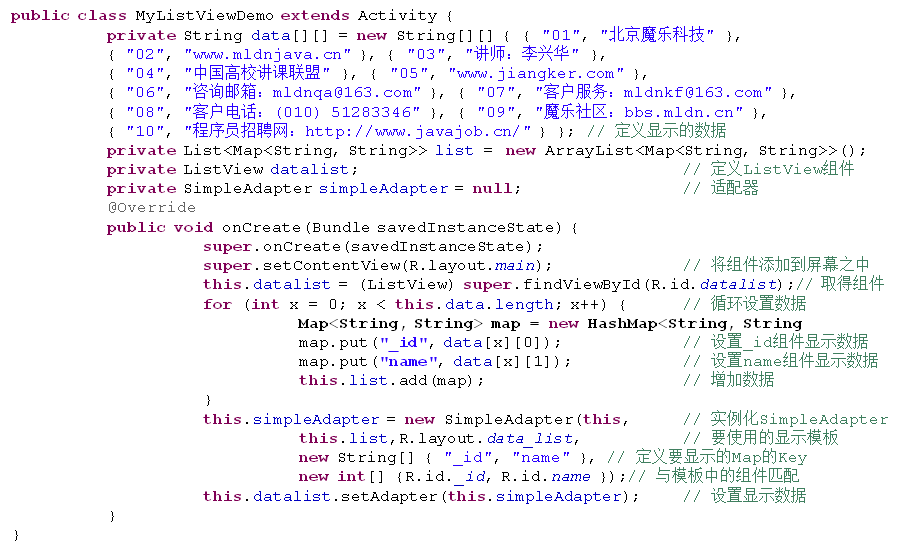 public class MyListViewDemo extends Activity {
private String data[][] = new String[][] { { "01", "北京魔乐科技" },
{ "02", "www.mldnjava.cn" }, { "03", "讲师：李兴华" },
{ "04", "中国高校讲课联盟" }, { "05", "www.jiangker.com" },
{ "06", "咨询邮箱：mldnqa@163.com" }, { "07", "客户服务：mldnkf@163.com" },
{ "08", "客户电话：(010) 51283346" }, { "09", "魔乐社区：bbs.mldn.cn" },
{ "10", "程序员招聘网：http://www.javajob.cn/" } }; // 定义显示的数据
private List<Map<String, String>> list = new ArrayList<Map<String, String>>();
private ListView datalist; // 定义ListView组件
private SimpleAdapter simpleAdapter = null; // 适配器
@Override
public void onCreate(Bundle savedInstanceState) {
super.onCreate(savedInstanceState);
super.setContentView(R.layout.main); // 将组件添加到屏幕之中
this.datalist = (ListView) super.findViewById(R.id.datalist);// 取得组件
for (int x = 0; x < this.data.length; x++) { // 循环设置数据
Map<String, String> map = new HashMap<String, String
map.put("_id", data[x][0]); // 设置_id组件显示数据
map.put("name", data[x][1]); // 设置name组件显示数据
this.list.add(map); // 增加数据
}
this.simpleAdapter = new SimpleAdapter(this, // 实例化SimpleAdapter
this.list,R.layout.data_list, // 要使用的显示模板
new String[] { "_id", "name" }, // 定义要显示的Map的Key
new int[] {R.id._id, R.id.name });// 与模板中的组件匹配
this.datalist.setAdapter(this.simpleAdapter); // 设置显示数据
}
}